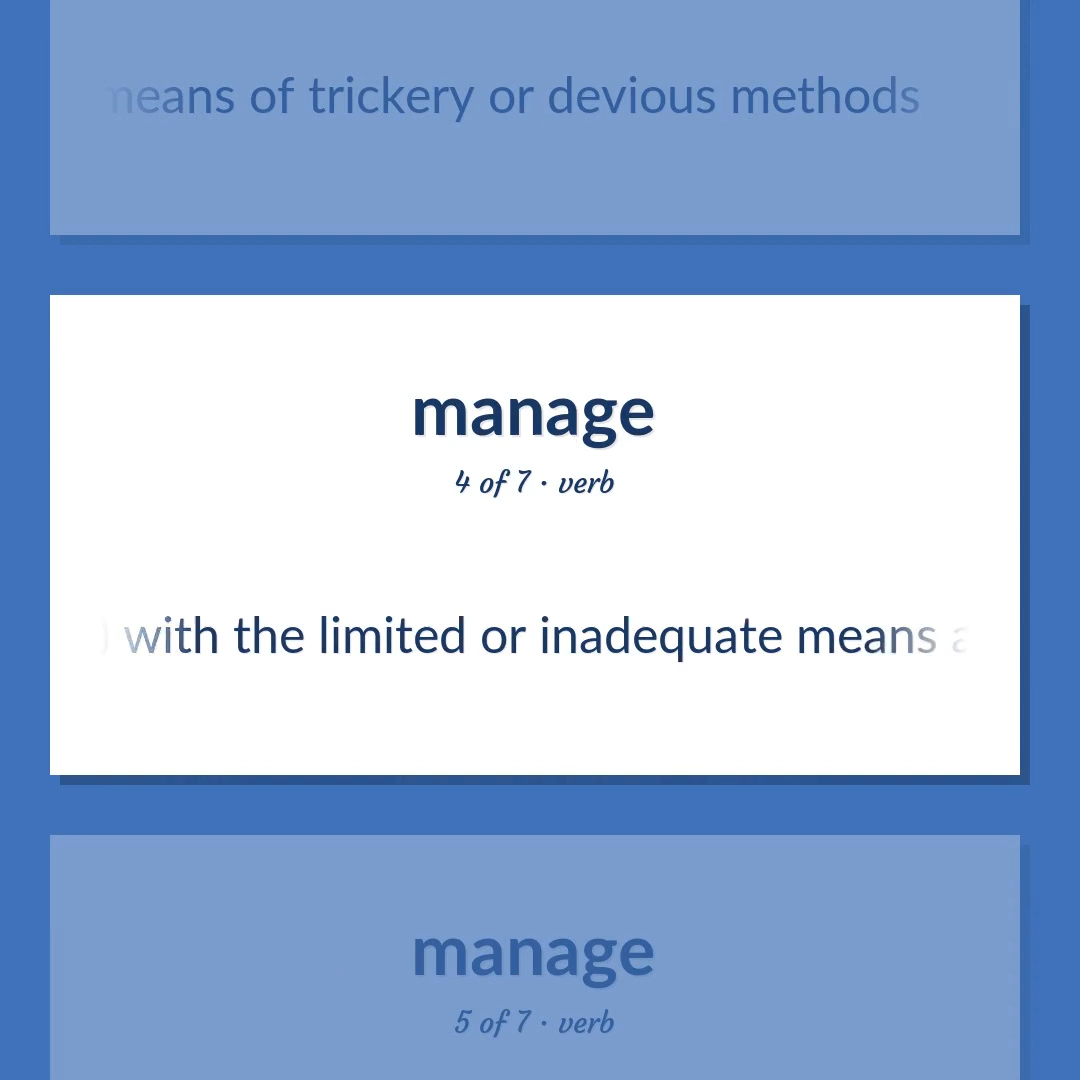 means of trickery or devious methods
manage
4 of 7 · verb
) with the limited or inadequate means a
manage
5 of 7 · verb